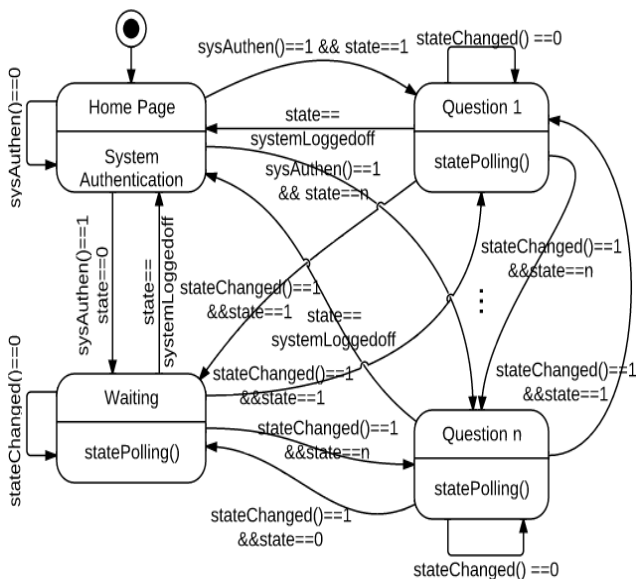 sysAuthen()==1 && state==1
stateChanged() ==0
sysAuthen()==0
Home Page
System
Authentication
state==
systemLoggedoff
Question 1
statePolling()
sysAuthen()==1
&& state==n
sysAuthen()==1
state==0
state==
systemLoggedoff
stateChanged()==1
&&state==n
stateChanged()==1
&&state==1
state==
systemLoggedoff
⋮
stateChanged()==1
&&state==1
stateChanged()==0
Waiting
statePolling()
stateChanged()==1
&&state==1
stateChanged()==1
&&state==n
Question n
statePolling()
stateChanged()==1
&&state==0
stateChanged() ==0